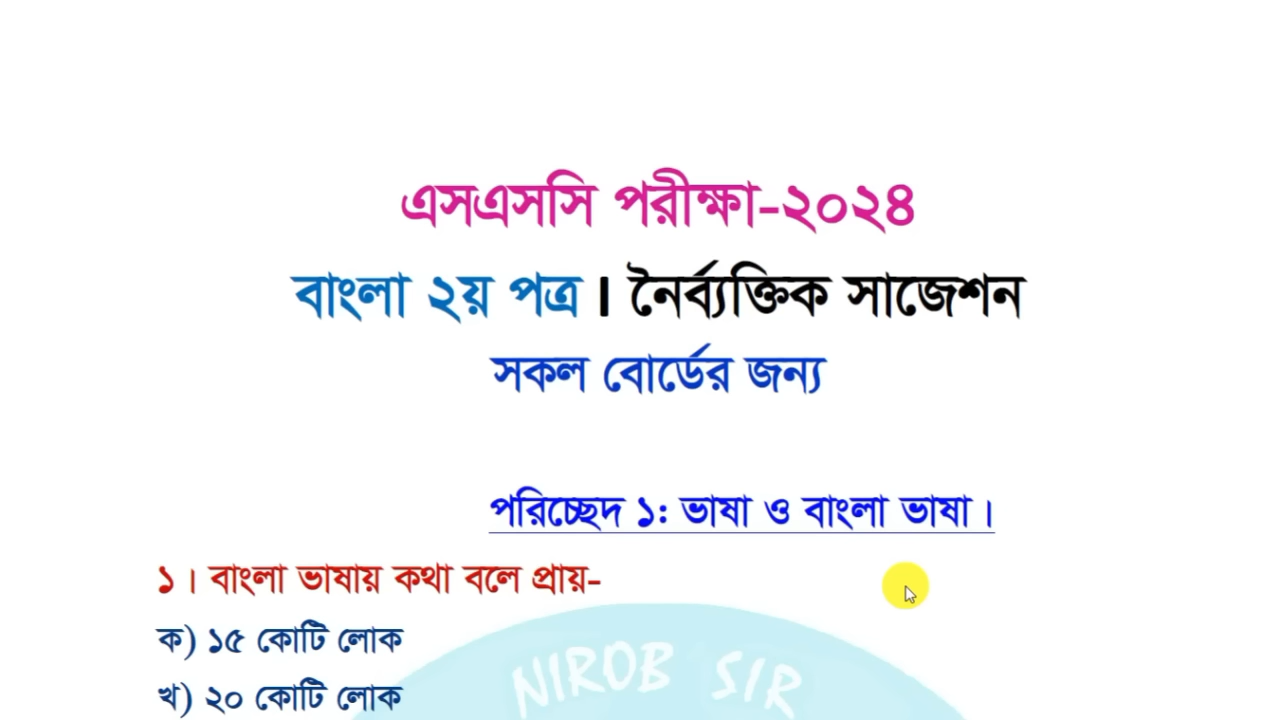 এসএসসি পরীক্ষা-২০২৪
বাংলা ২য় পত্র । নৈর্ব্যক্তিক সাজেশন
সকল বোর্ডের জন্য
পরিচ্ছেদ ১: ভাষা ও বাংলা ভাষা।
১। বাংলা ভাষায় কথা বলে প্রায়-
ক) ১৫ কোটি লোক
খ) ২০ কোটি লোক
NIROB SIR